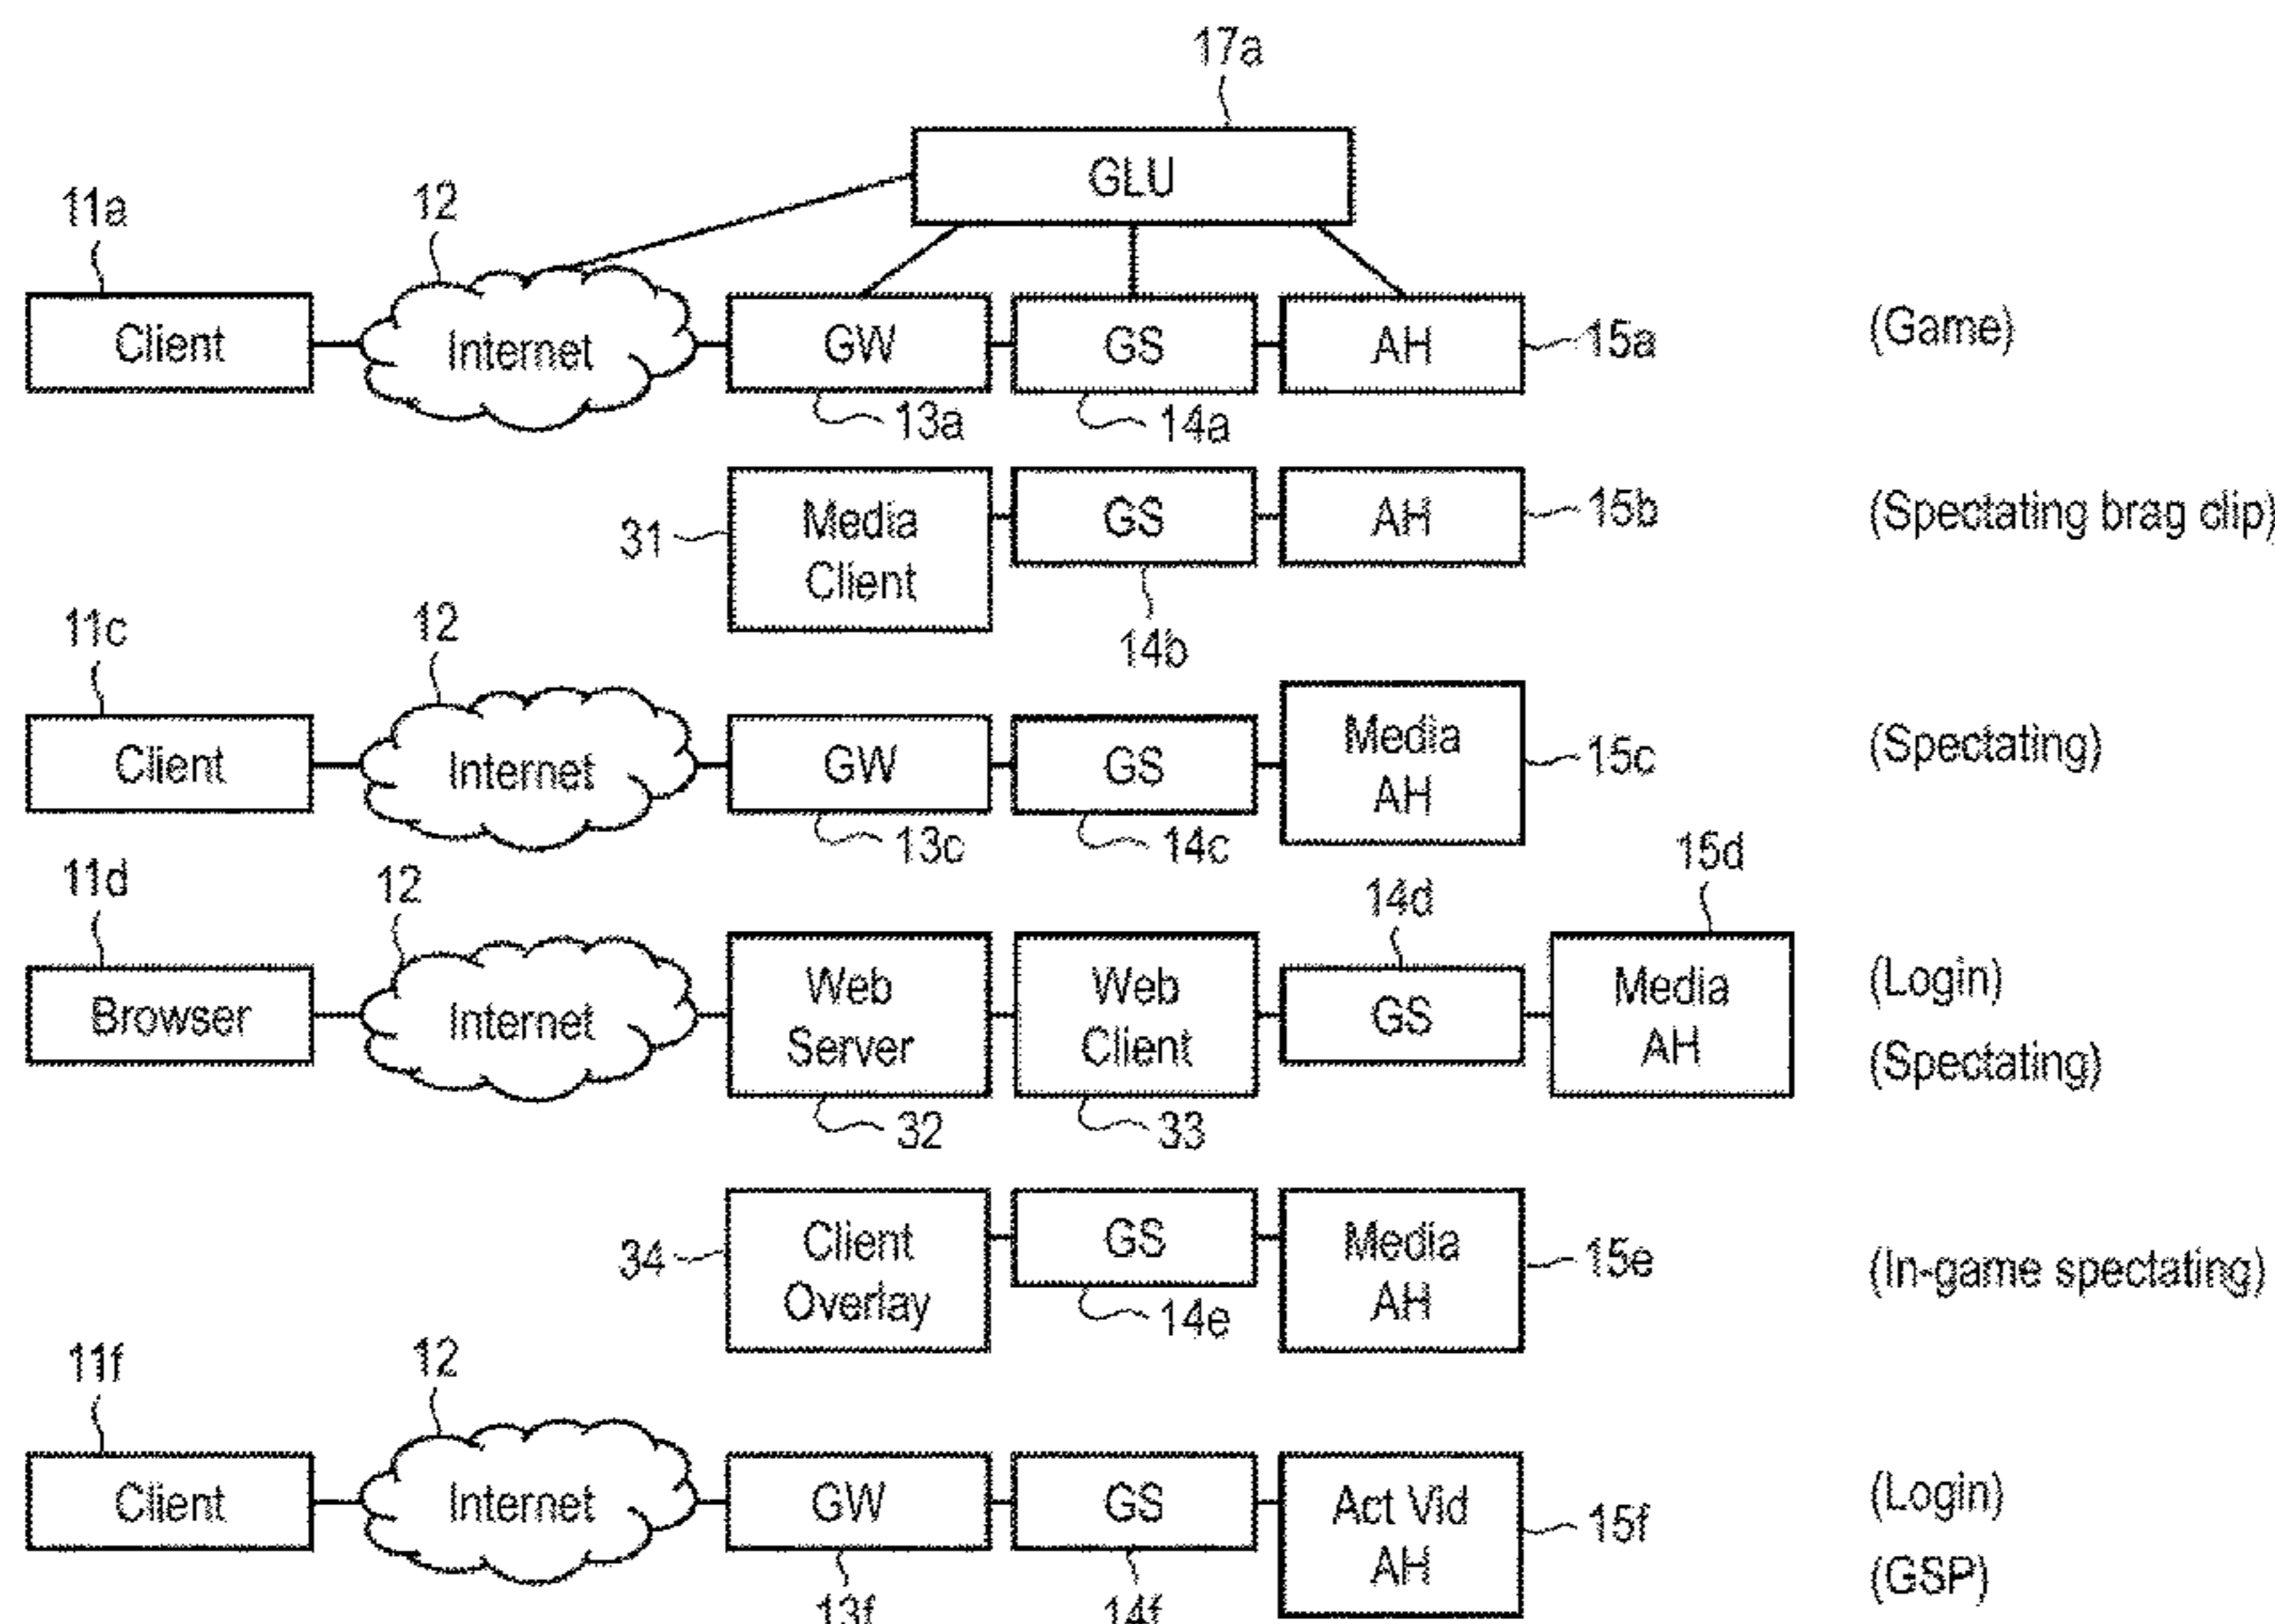 17a
GLU
11a
12
Client
Internet
GW
GS
AH
15a
(Game)
13a
14a
31
Media
Client
GS
AH
15b
(Spectating brag clip)
14b
11c
12
Client
Internet
GW
GS
Media
AH
15c
(Spectating)
13c
14c
11d
12
14d
15d
Browser
Internet
Web
Server
Web
Client
GS
Media
AH
(Login)
(Spectating)
32
33
34
Client
Overlay
GS
Media
AH
15e
(In-game spectating)
14e
11f
12
Client
Internet
GW
GS
Act Vid
AH
15f
(Login)
(GSP)
13f
14f